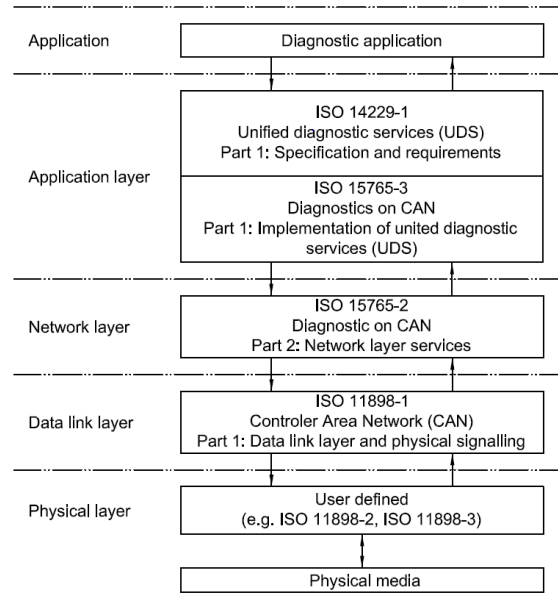 Application
Diagnostic application
Application layer
ISO 14229-1
Unified diagnostic services (UDS)
Part 1: Specification and requirements
ISO 15765-3
Diagnostics on CAN
Part 1: Implementation of united diagnostic
services (UDS)
Network layer
ISO 15765-2
Diagnostic on CAN
Part 2: Network layer services
Data link layer
ISO 11898-1
Controler Area Network (CAN)
Part 1: Data link layer and physical signalling
Physical layer
User defined
(e.g. ISO 11898-2, ISO 11898-3)
Physical media